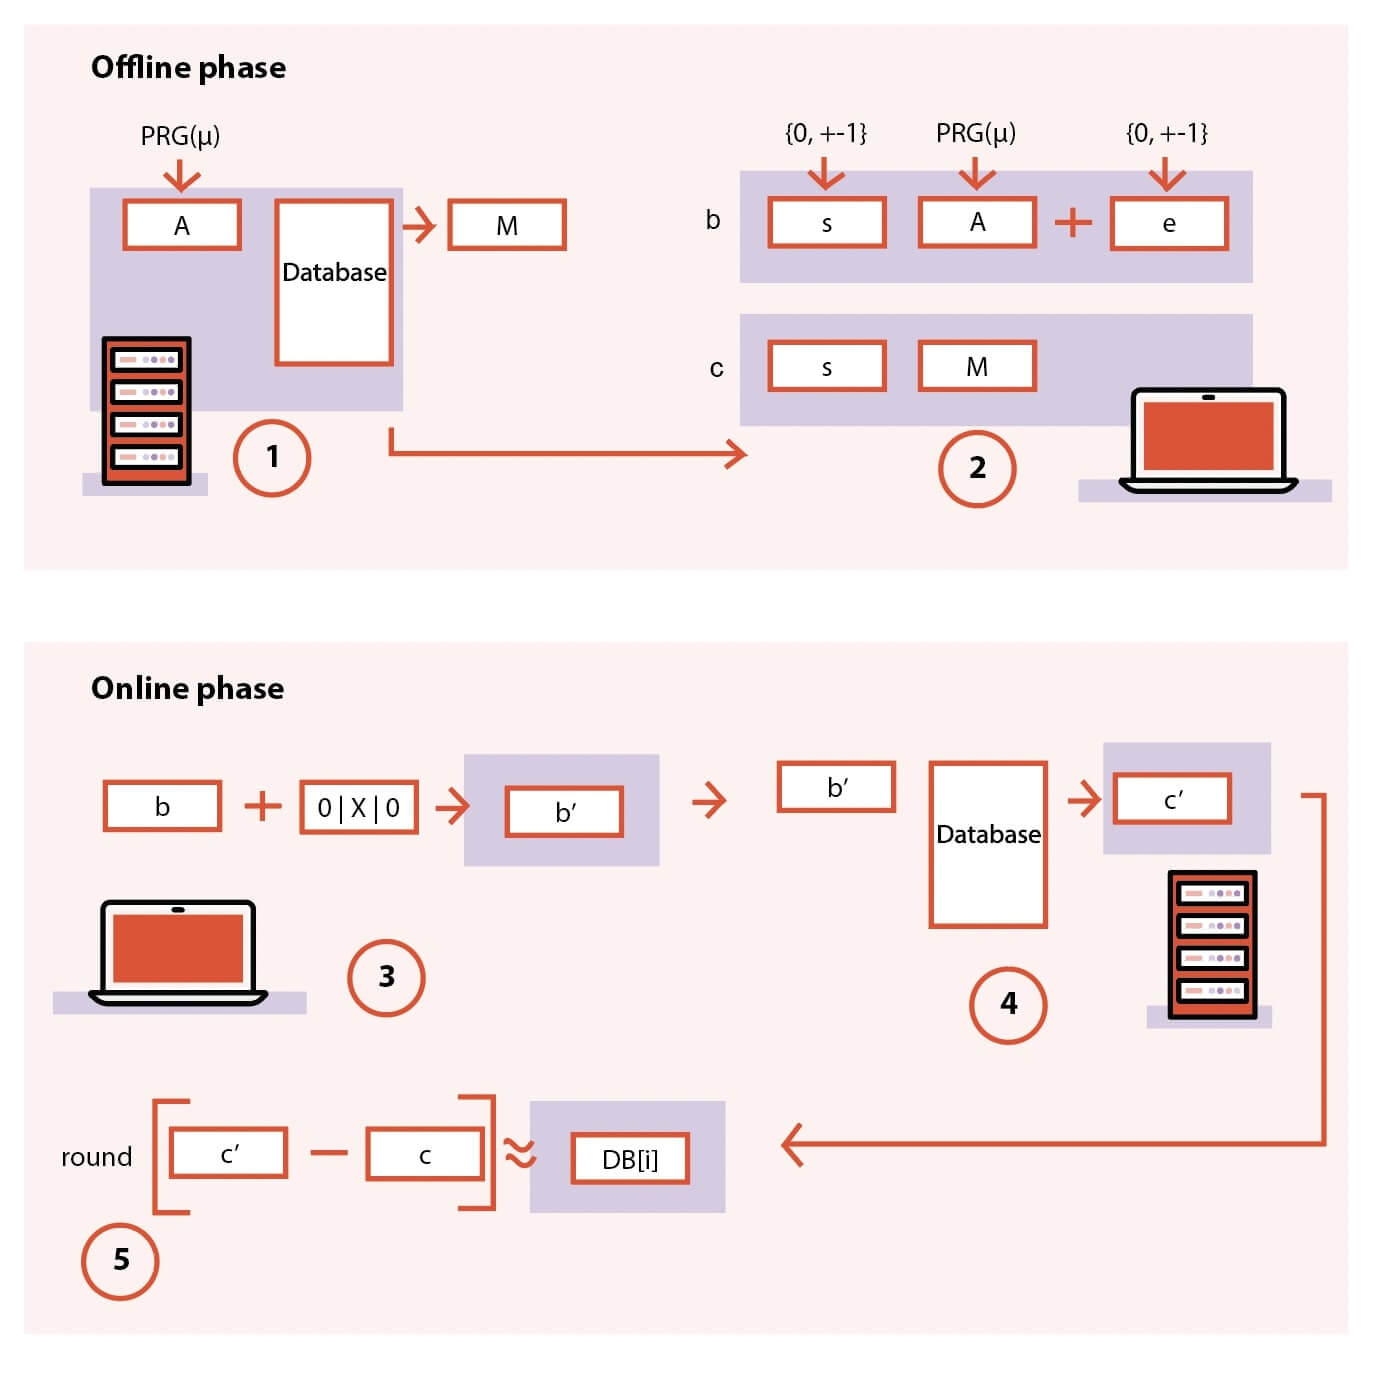 Offline phase
PRG(μ)
A
Database
M
1
{0, +-1} PRG(μ) {0, +-1}
b s A + e
c s M
2
Online phase
b + 0 | X | 0 b′
3
b′ Database c′
4
round [ c′ − c ] ≈ DB[i]
5